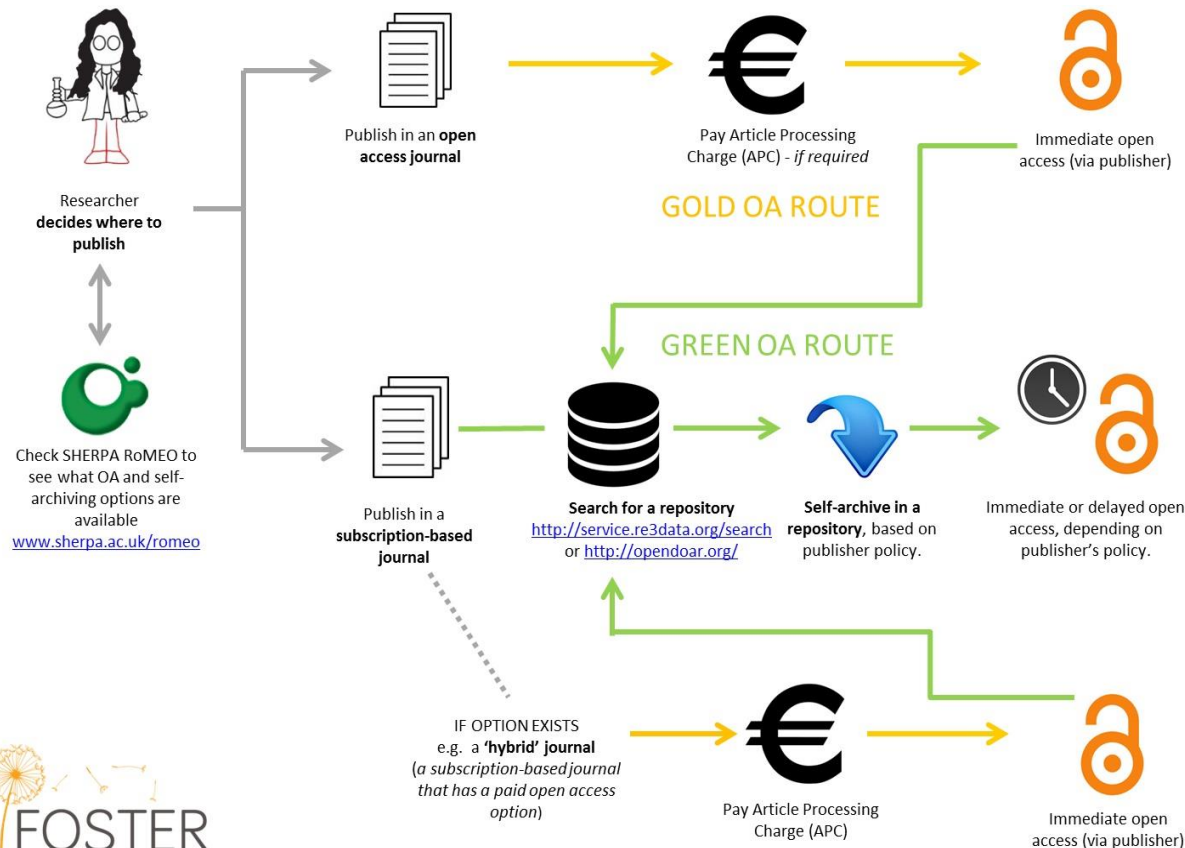 Researcher
decides where to
publish
Check SHERPA RoMEO to
see what OA and self-
archiving options are
available
www.sherpa.ac.uk/romeo
Publish in an open
access journal
Pay Article Processing
Charge (APC) - if required
Immediate open
access (via publisher)
GOLD OA ROUTE
GREEN OA ROUTE
Publish in a
subscription-based
journal
Search for a repository
http://service.re3data.org/search
or http://opendoar.org/
Self-archive in a
repository, based on
publisher policy.
Immediate or delayed open
access, depending on
publisher’s policy.
IF OPTION EXISTS
e.g. a ‘hybrid’ journal
(a subscription-based journal
that has a paid open access
option)
Pay Article Processing
Charge (APC)
Immediate open
access (via publisher)
FOSTER